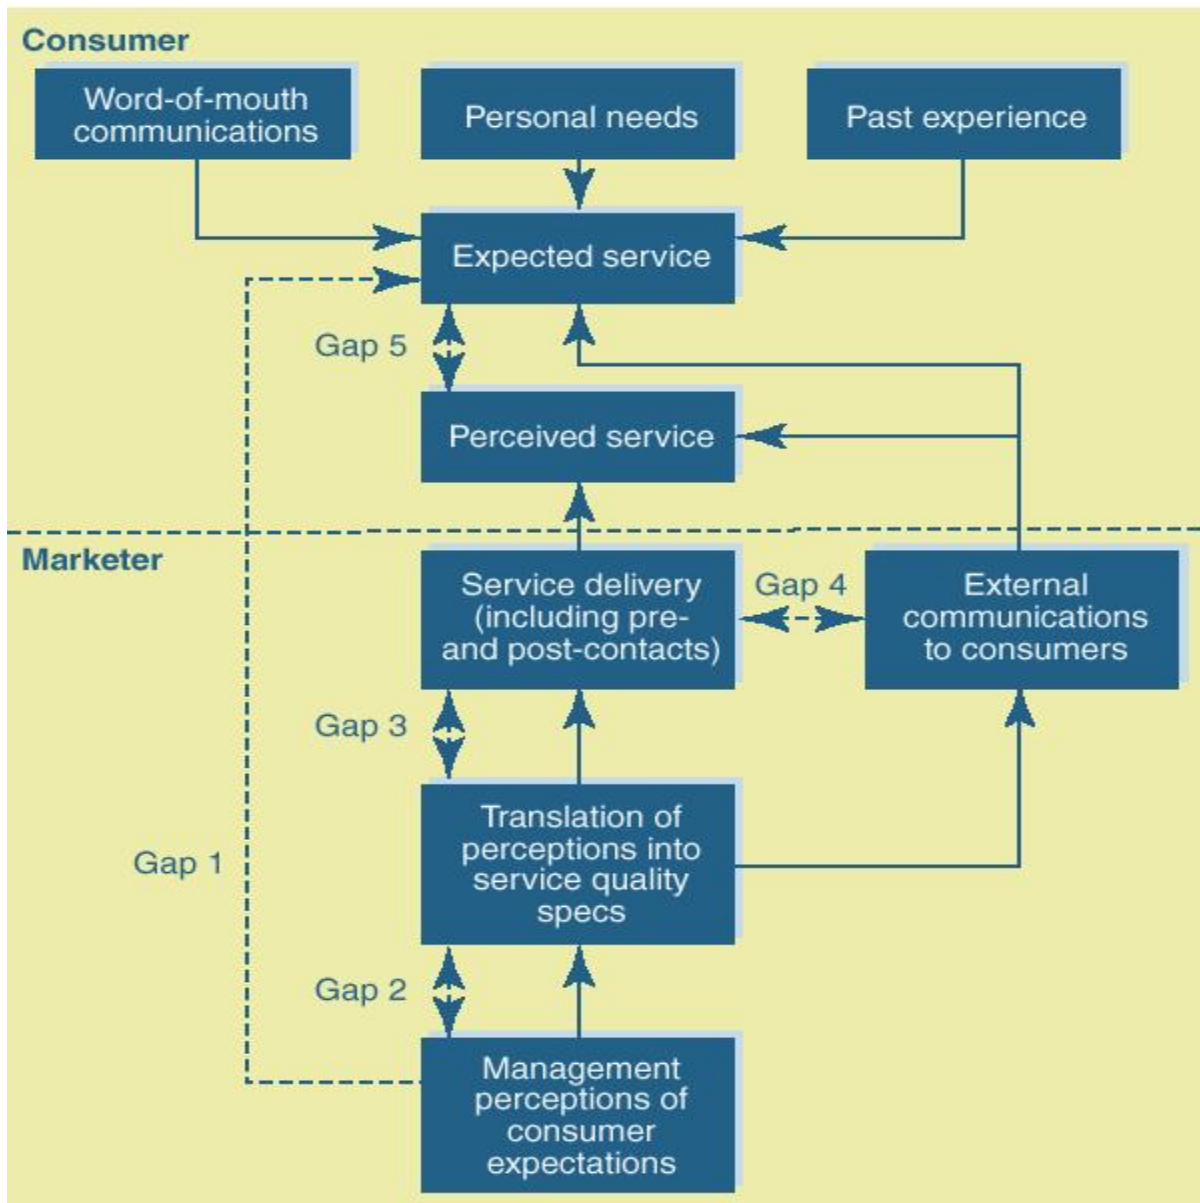 Consumer
Word-of-mouth
communications
Personal needs
Past experience
Expected service
Gap 5
Perceived service
Marketer
Service delivery
(including pre-
and post-contacts)
Gap 4
External
communications
to consumers
Gap 3
Translation of
perceptions into
service quality
specs
Gap 1
Gap 2
Management
perceptions of
consumer
expectations